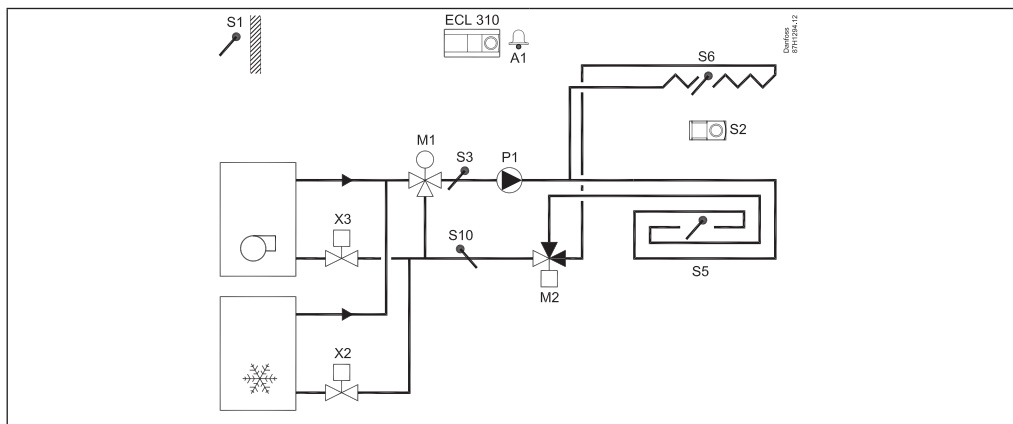 S1
ECL 310
A1
Danfoss
87H1294.12
S6
S2
M1
S3
P1
X3
S10
S5
M2
X2